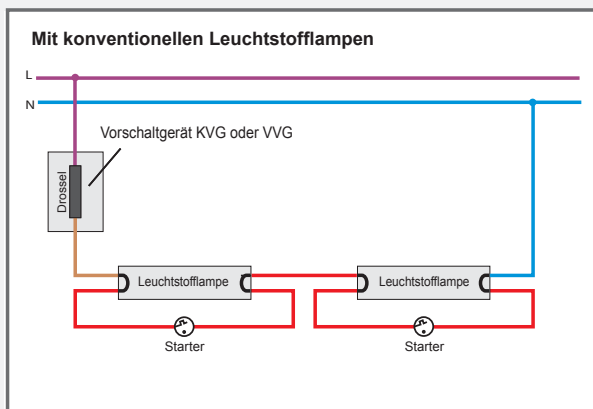 Mit konventionellen Leuchtstofflampen
L
N
Vorschaltgerät KVG oder VVG
Drossel
Leuchtstofflampe
Leuchtstofflampe
Starter
Starter